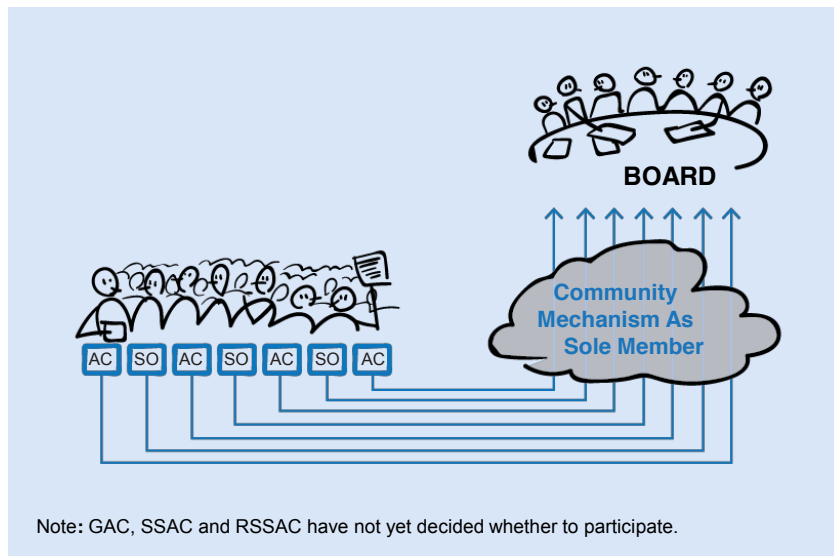 BOARD
Community
Mechanism As
Sole Member
AC SO AC SO AC SO AC
Note: GAC, SSAC and RSSAC have not yet decided whether to participate.